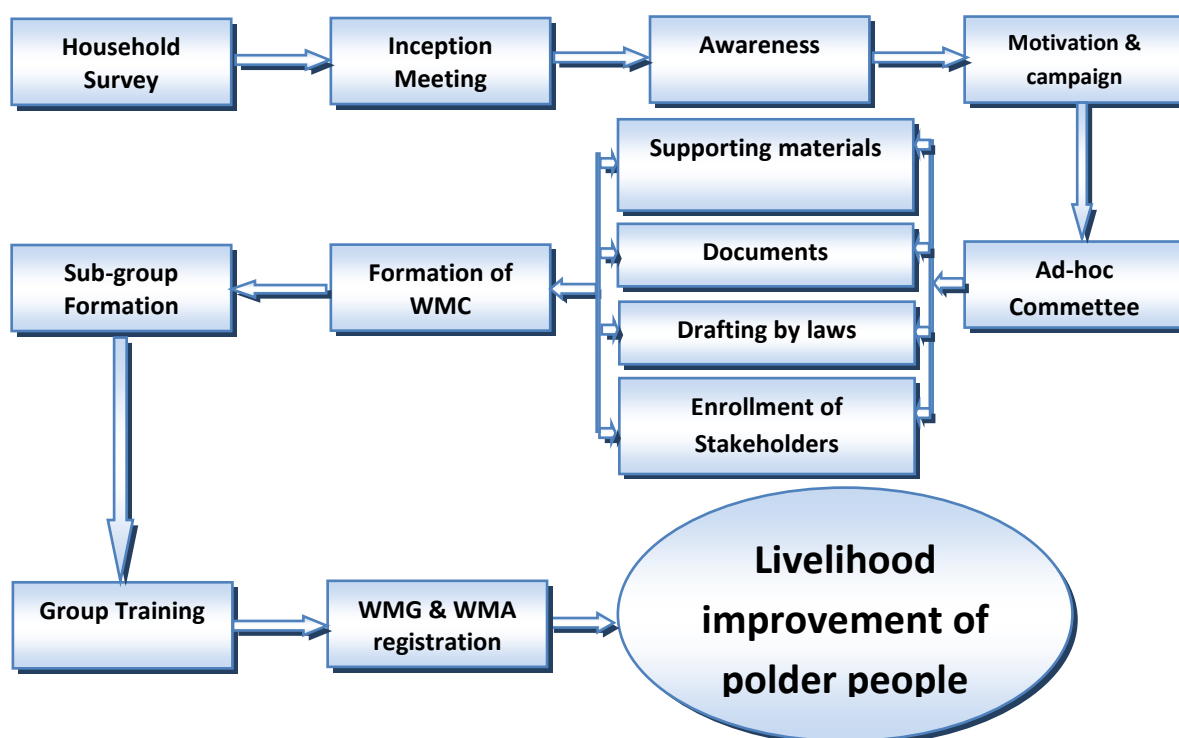 Household
Survey
Inception
Meeting
Awareness
Motivation &
campaign
Supporting materials
Documents
Drafting by laws
Enrollment of
Stakeholders
Ad-hoc
Commettee
Formation of
WMC
Sub-group
Formation
Group Training
WMG & WMA
registration
Livelihood
improvement of
polder people